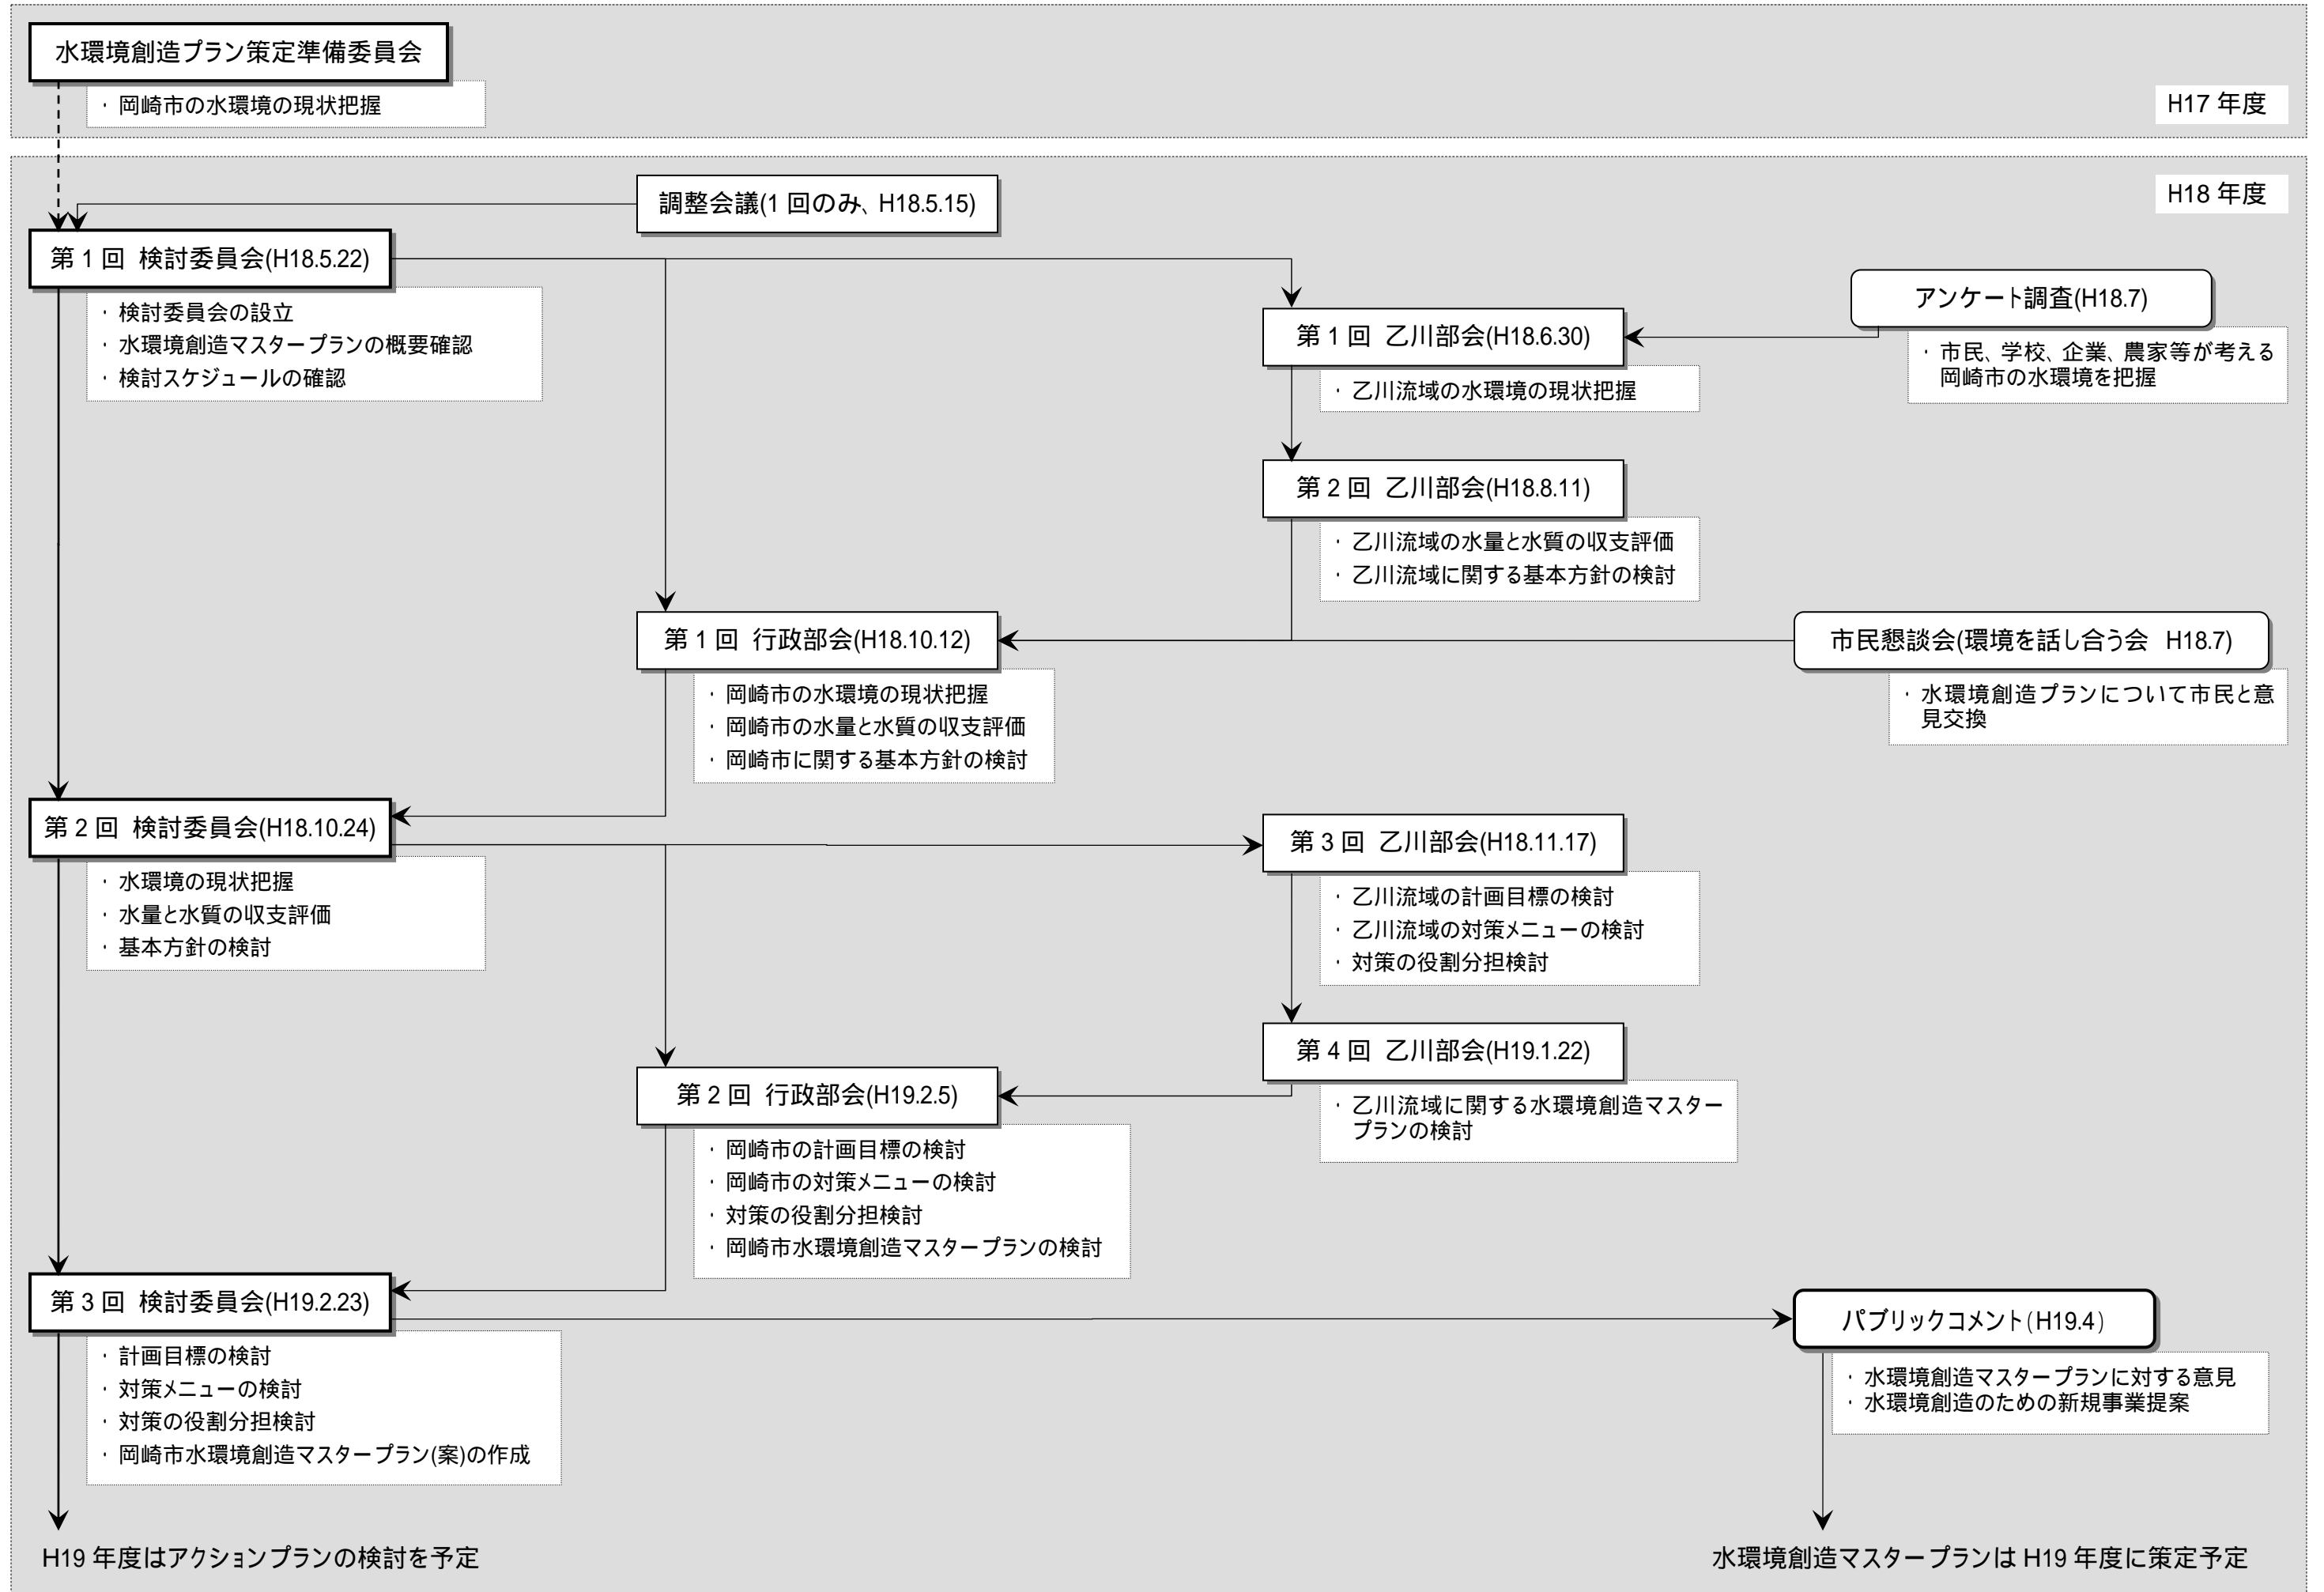 水環境創造プラン策定準備委員会
・ 岡崎市の水環境の現状把握
H17 年度
H18 年度
調整会議(1 回のみ、H18.5.15)
第 1 回 検討委員会(H18.5.22)
・ 検討委員会の設立
・ 水環境創造マスタープランの概要確認
・ 検討スケジュールの確認
アンケート調査(H18.7)
・ 市民、学校、企業、農家等が考える
岡崎市の水環境を把握
第 1 回 乙川部会(H18.6.30)
・ 乙川流域の水環境の現状把握
第 2 回 乙川部会(H18.8.11)
・ 乙川流域の水量と水質の収支評価
・ 乙川流域に関する基本方針の検討
第 1 回 行政部会(H18.10.12)
・ 岡崎市の水環境の現状把握
・ 岡崎市の水量と水質の収支評価
・ 岡崎市に関する基本方針の検討
市民懇談会(環境を話し合う会 H18.7)
・ 水環境創造プランについて市民と意
見交換
第 2 回 検討委員会(H18.10.24)
・ 水環境の現状把握
・ 水量と水質の収支評価
・ 基本方針の検討
第 3 回 乙川部会(H18.11.17)
・ 乙川流域の計画目標の検討
・ 乙川流域の対策メニューの検討
・ 対策の役割分担検討
第 4 回 乙川部会(H19.1.22)
・ 乙川流域に関する水環境創造マスター
プランの検討
第 2 回 行政部会(H19.2.5)
・ 岡崎市の計画目標の検討
・ 岡崎市の対策メニューの検討
・ 対策の役割分担検討
・ 岡崎市水環境創造マスタープランの検討
第 3 回 検討委員会(H19.2.23)
・ 計画目標の検討
・ 対策メニューの検討
・ 対策の役割分担検討
・ 岡崎市水環境創造マスタープラン(案)の作成
パブリックコメント(H19.4)
・ 水環境創造マスタープランに対する意見
・ 水環境創造のための新規事業提案
H19 年度はアクションプランの検討を予定
水環境創造マスタープランは H19 年度に策定予定